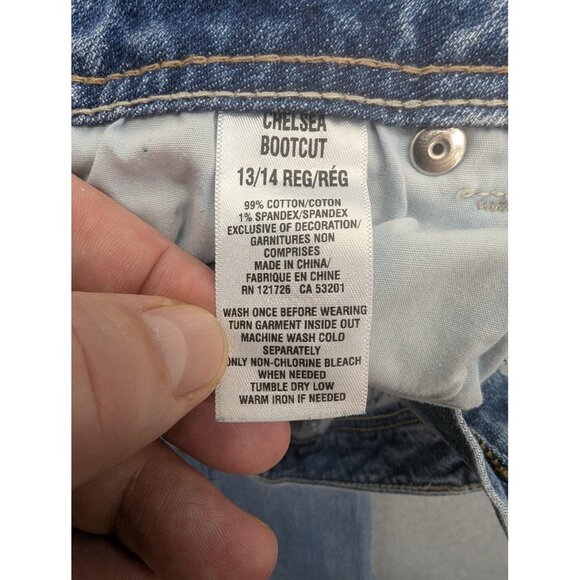 CHELSEA
BOOTCUT
13/14 REG/RÉG
99% COTTON/COTON
1% SPANDEX/SPANDEX
EXCLUSIVE OF DECORATION/
GARNITURES NON
COMPRISES
MADE IN CHINA/
FABRIQUE EN CHINE
RN 121726 CA 53201
WASH ONCE BEFORE WEARING
TURN GARMENT INSIDE OUT
MACHINE WASH COLD
SEPARATELY
ONLY NON-CHLORINE BLEACH
WHEN NEEDED
TUMBLE DRY LOW
WARM IRON IF NEEDED